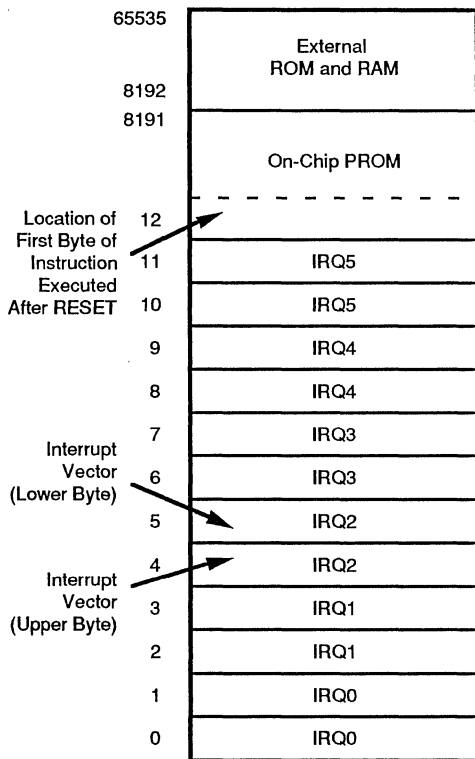 65535
External
ROM and RAM
8192
8191
On-Chip PROM
Location of
First Byte of
Instruction
Executed
After RESET
12
11 IRQ5
10 IRQ5
9 IRQ4
8 IRQ4
7 IRQ3
Interrupt
Vector
(Lower Byte)
6 IRQ3
5 IRQ2
4 IRQ2
Interrupt
Vector
(Upper Byte)
3 IRQ1
2 IRQ1
1 IRQ0
0 IRQ0